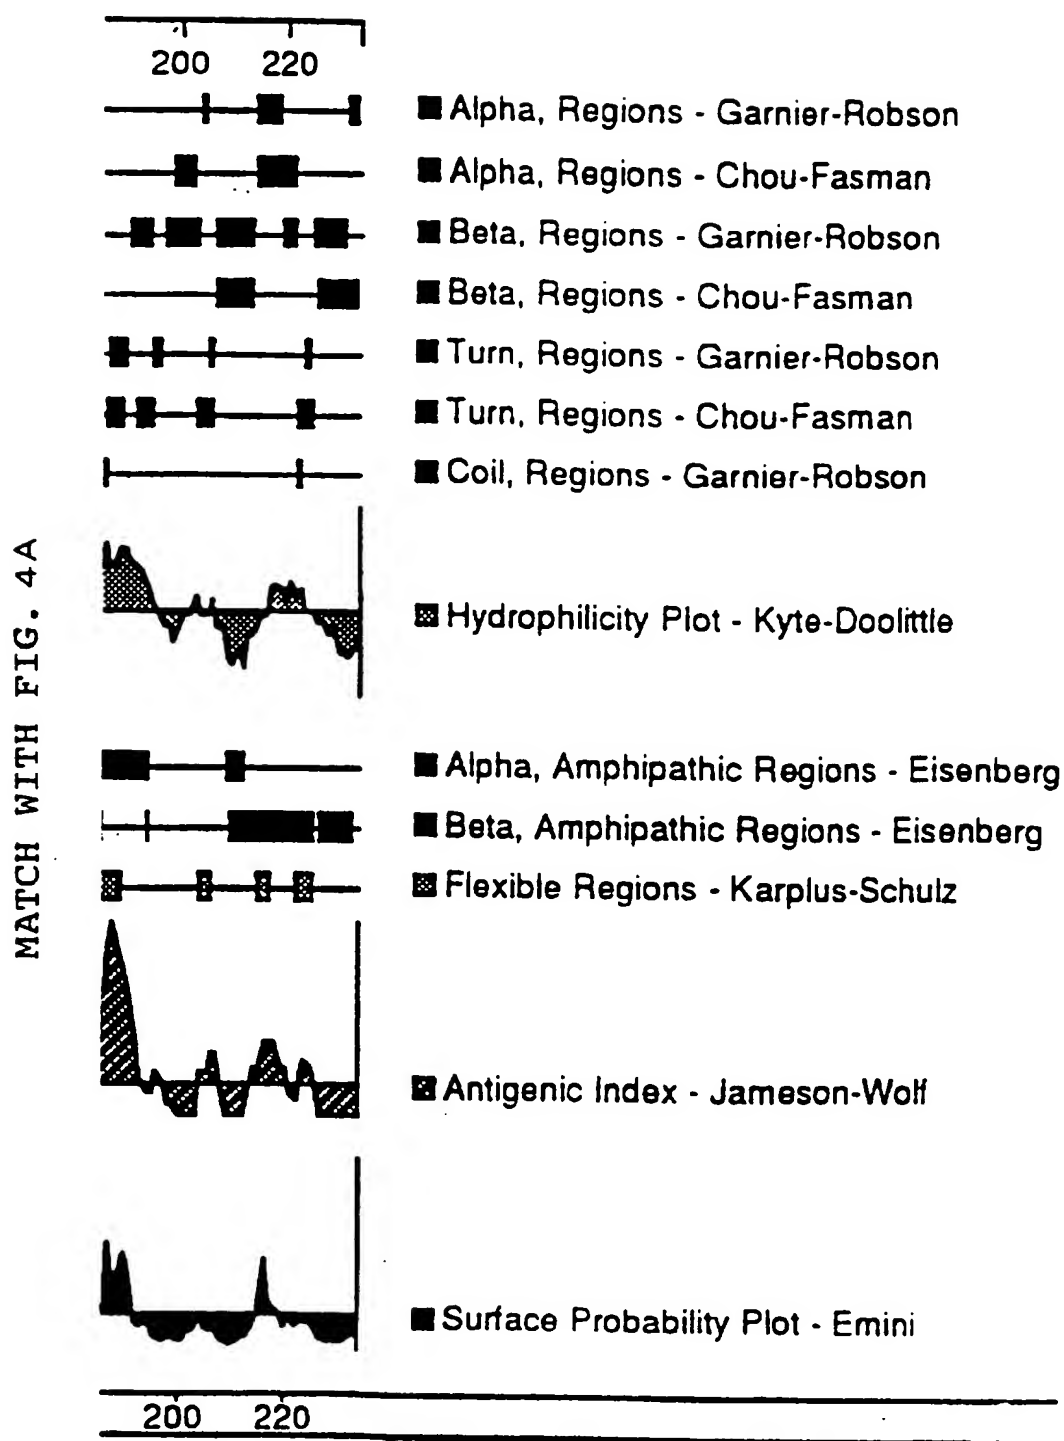 200 220
Alpha, Regions - Garnier-Robson
Alpha, Regions - Chou-Fasman
Beta, Regions - Garnier-Robson
Beta, Regions - Chou-Fasman
Turn, Regions - Garnier-Robson
Turn, Regions - Chou-Fasman
Coil, Regions - Garnier-Robson
Hydrophilicity Plot - Kyte-Doolittle
Alpha, Amphipathic Regions - Eisenberg
Beta, Amphipathic Regions - Eisenberg
Flexible Regions - Karplus-Schulz
Antigenic Index - Jameson-Wolf
Surface Probability Plot - Emini
200 220
MATCH WITH FIG. 4A